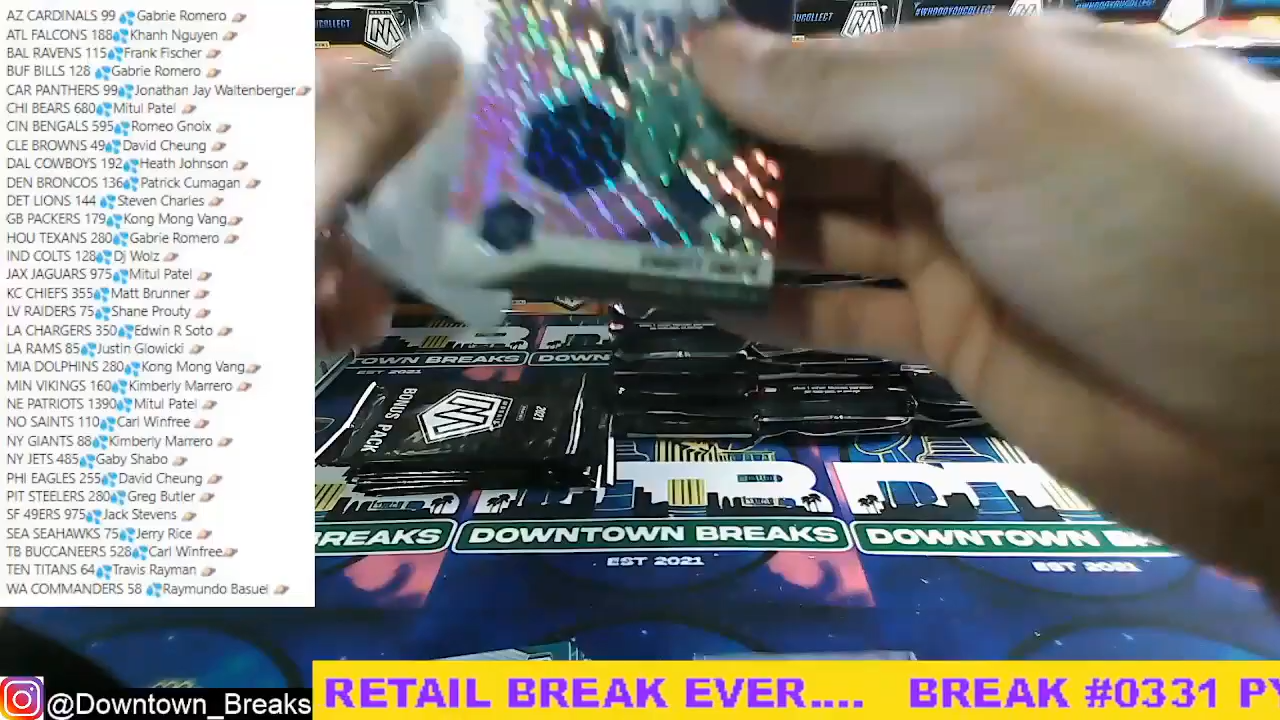 AZ CARDINALS 99 Gabrie Romero
ATL FALCONS 188 Khanh Nguyen
BAL RAVENS 115 Frank Fischer
BUF BILLS 128 Gabrie Romero
CAR PANTHERS 99 Jonathan Jay Waltenberger
CHI BEARS 680 Mitul Patel
CIN BENGALS 595 Romeo Gnoix
CLE BROWNS 49 David Cheung
DAL COWBOYS 192 Heath Johnson
DEN BRONCOS 136 Patrick Cumagan
DET LIONS 144 Steven Charles
GB PACKERS 179 Kong Mong Vang
HOU TEXANS 280 Gabrie Romero
IND COLTS 128 DJ Wolz
JAX JAGUARS 975 Mitul Patel
KC CHIEFS 355 Matt Brunner
LV RAIDERS 75 Shane Prouty
LA CHARGERS 350 Edwin R Soto
LA RAMS 85 Justin Glowicki
MIA DOLPHINS 280 Kong Mong Vang
MIN VIKINGS 160 Kimberly Marrero
NE PATRIOTS 1390 Mitul Patel
NO SAINTS 110 Carl Winfree
NY GIANTS 88 Kimberly Marrero
NY JETS 485 Gaby Shabo
PHI EAGLES 255 David Cheung
PIT STEELERS 280 Greg Butler
SF 49ERS 975 Jack Stevens
SEA SEAHAWKS 75 Jerry Rice
TB BUCCANEERS 528 Carl Winfree
TEN TITANS 64 Travis Rayman
WA COMMANDERS 58 Raymundo Basuel
#WHODOYOUCOLLECT
TOWN BREAKS
DOWN
EST 2021
BONUS PACK
2021
REAKS
DOWNTOWN BREAKS
EST 2021
DOWNTOWN
EST 2021
@Downtown_Breaks
RETAIL BREAK EVER.... BREAK #0331 PY